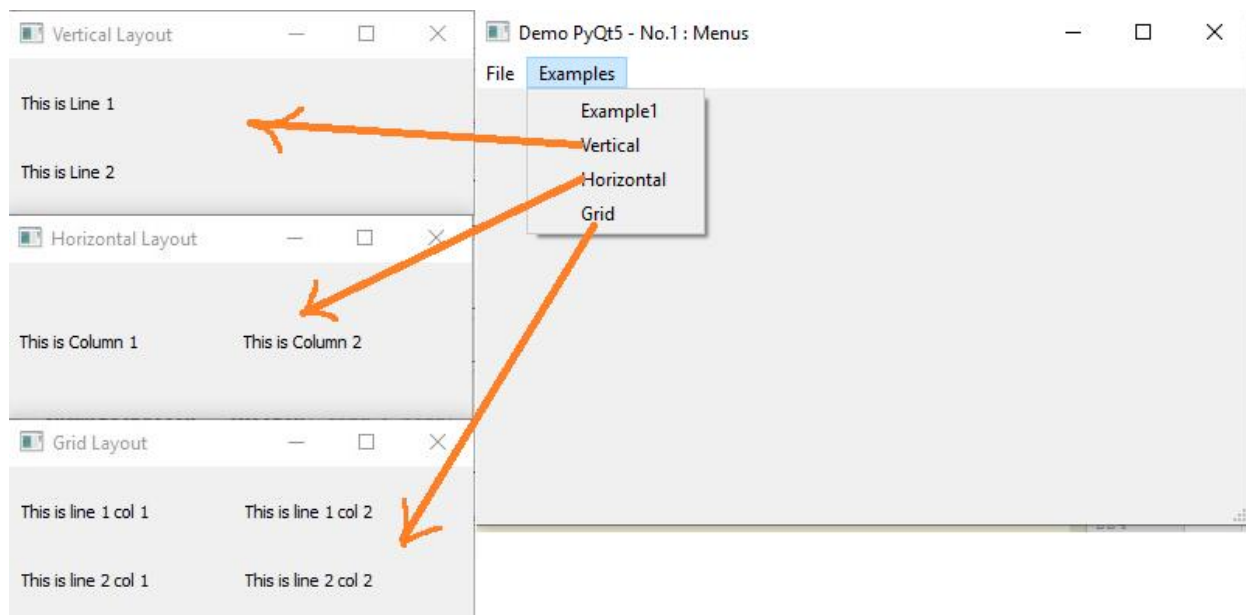 Vertical Layout
This is Line 1
This is Line 2
Horizontal Layout
This is Column 1 This is Column 2
Grid Layout
This is line 1 col 1 This is line 1 col 2
This is line 2 col 1 This is line 2 col 2
Demo PyQt5 - No.1 : Menus
File Examples
Example1
Vertical
Horizontal
Grid